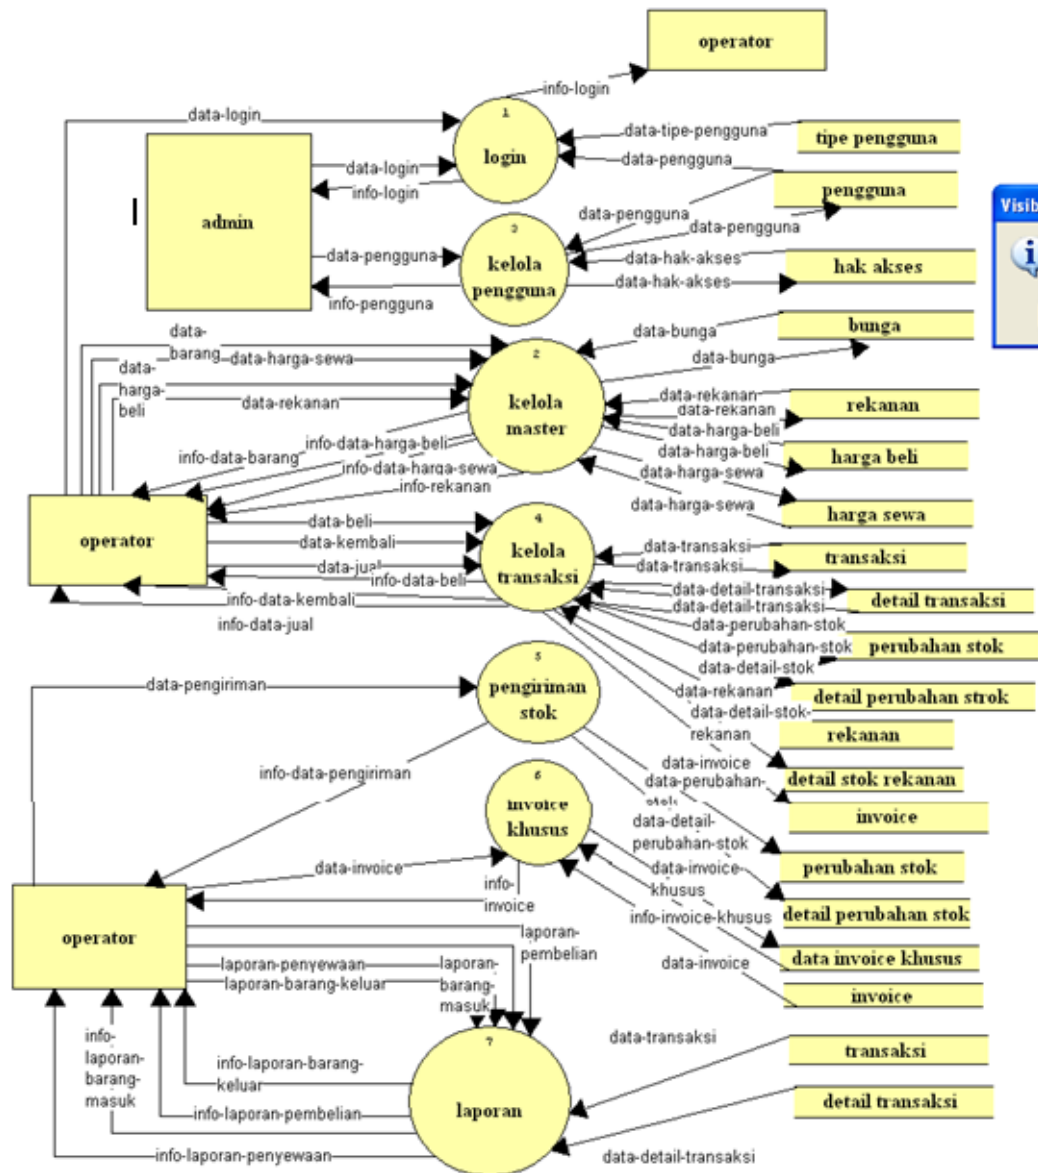 operator
info-login
1
login
data-login
data-tipe-pengguna
tipe pengguna
data-pengguna
pengguna
admin
data-login
info-login
data-pengguna
info-pengguna
3
kelola
pengguna
data-pengguna
data-pengguna
data-hak-akses
data-hak-akses
hak akses
Visib
data-
barang
data-harga-sewa
data-
harga-
beli
data-rekanan
2
kelola
master
data-bunga
data-bunga
bunga
data-rekanan
data-rekanan
rekanan
data-harga-beli
data-harga-beli
harga beli
data-harga-sewa
data-harga-sewa
harga sewa
info-data-harga-beli
info-data-barang
info-data-harga-sewa
info-rekanan
operator
data-beli
data-kembali
data-jual
info-data-beli
info-data-kembali
info-data-jual
4
kelola
transaksi
data-transaksi
data-transaksi
transaksi
data-detail-transaksi
data-detail-transaksi
detail transaksi
data-perubahan-stok
data-perubahan-stok
perubahan stok
data-detail-stok
detail perubahan strok
data-rekanan
data-detail-stok-
rekanan
rekanan
detail stok rekanan
data-invoice
invoice
data-pengiriman
5
pengiriman
stok
info-data-pengiriman
data-perubahan-
stok
perubahan stok
data-detail-
perubahan-stok
detail perubahan stok
6
invoice
khusus
data-invoice
info-
invoice
data-invoice
khusus
info-invoice-khusus
data invoice khusus
data-invoice
invoice
operator
laporan-
pembelian
laporan-penyewaan
laporan-barang-keluar
laporan-
barang-
masuk
7
laporan
info-
laporan-
barang-
masuk
info-laporan-barang-
keluar
info-laporan-pembelian
info-laporan-penyewaan
data-transaksi
transaksi
detail transaksi
data-detail-transaksi